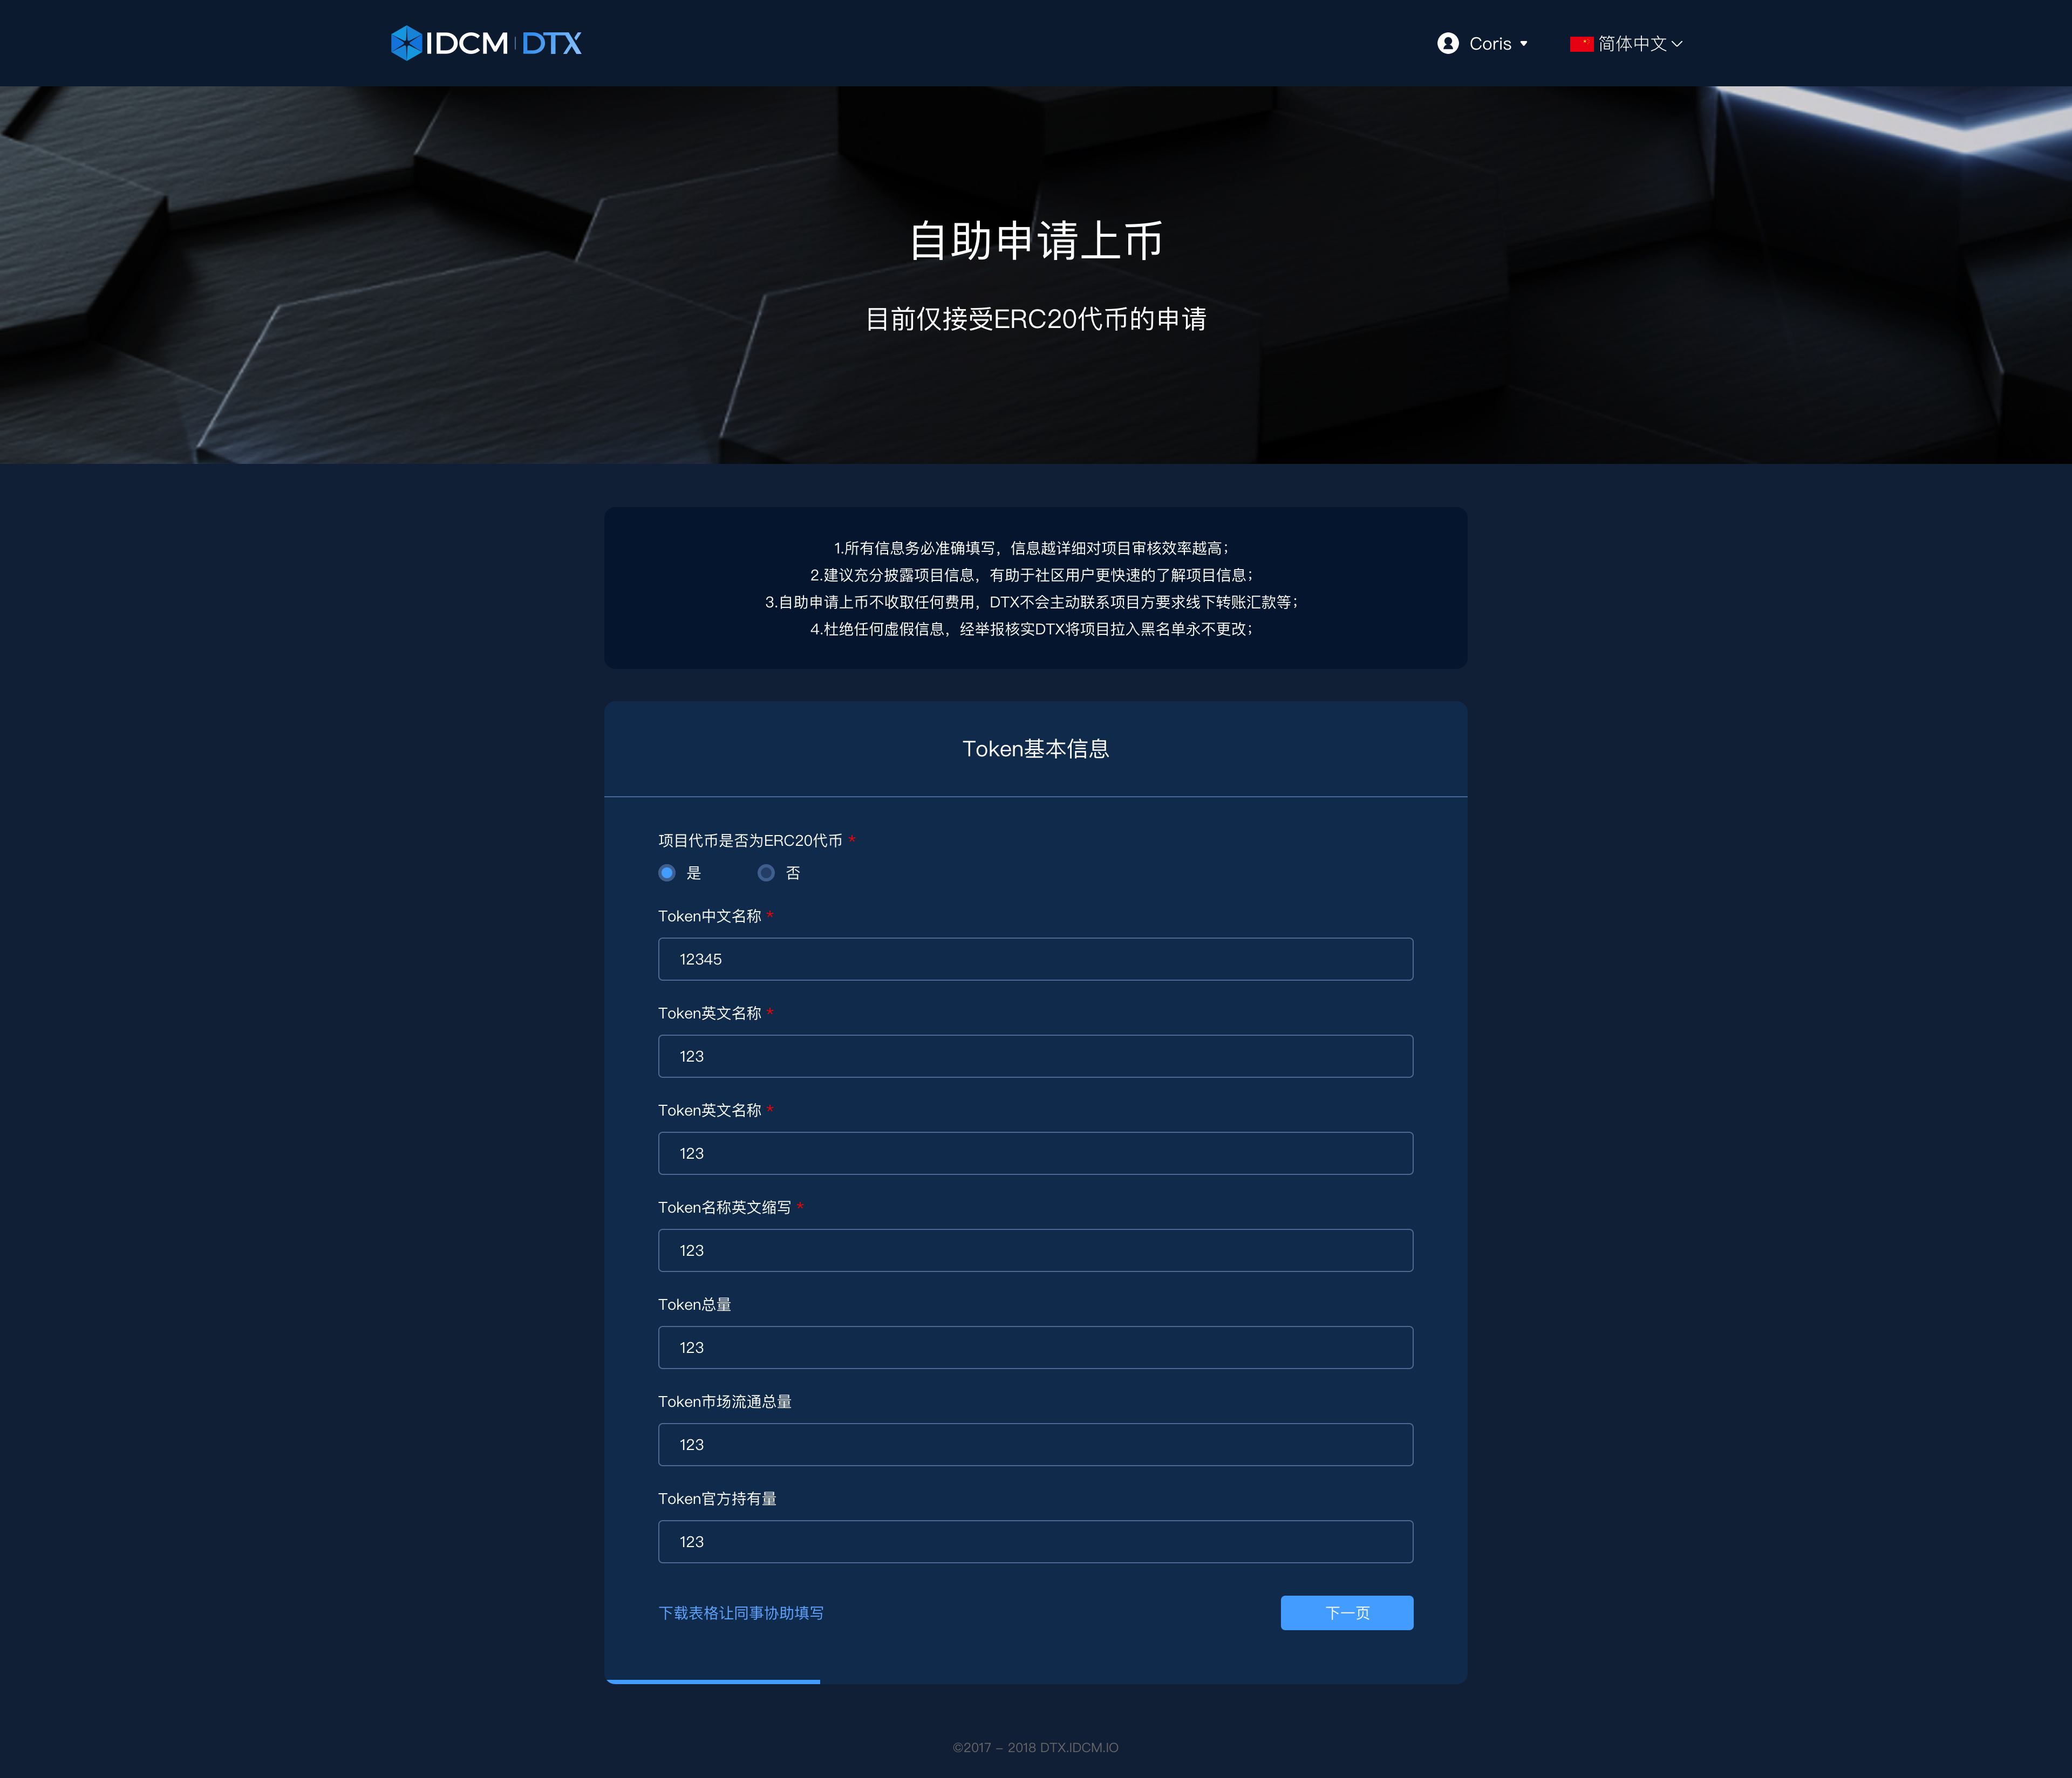 IDCM DTX
Coris
简体中文
自助申请上币
目前仅接受ERC20代币的申请
1.所有信息务必准确填写，信息越详细对项目审核效率越高；
2.建议充分披露项目信息，有助于社区用户更快速的了解项目信息；
3.自助申请上币不收取任何费用，DTX不会主动联系项目方要求线下转账汇款等；
4.杜绝任何虚假信息，经举报核实DTX将项目拉入黑名单永不更改；
Token基本信息
项目代币是否为ERC20代币 *
是
否
Token中文名称 *
12345
Token英文名称 *
123
Token英文名称 *
123
Token名称英文缩写 *
123
Token总量
123
Token市场流通总量
123
Token官方持有量
123
下载表格让同事协助填写
下一页
©2017 – 2018 DTX.IDCM.IO